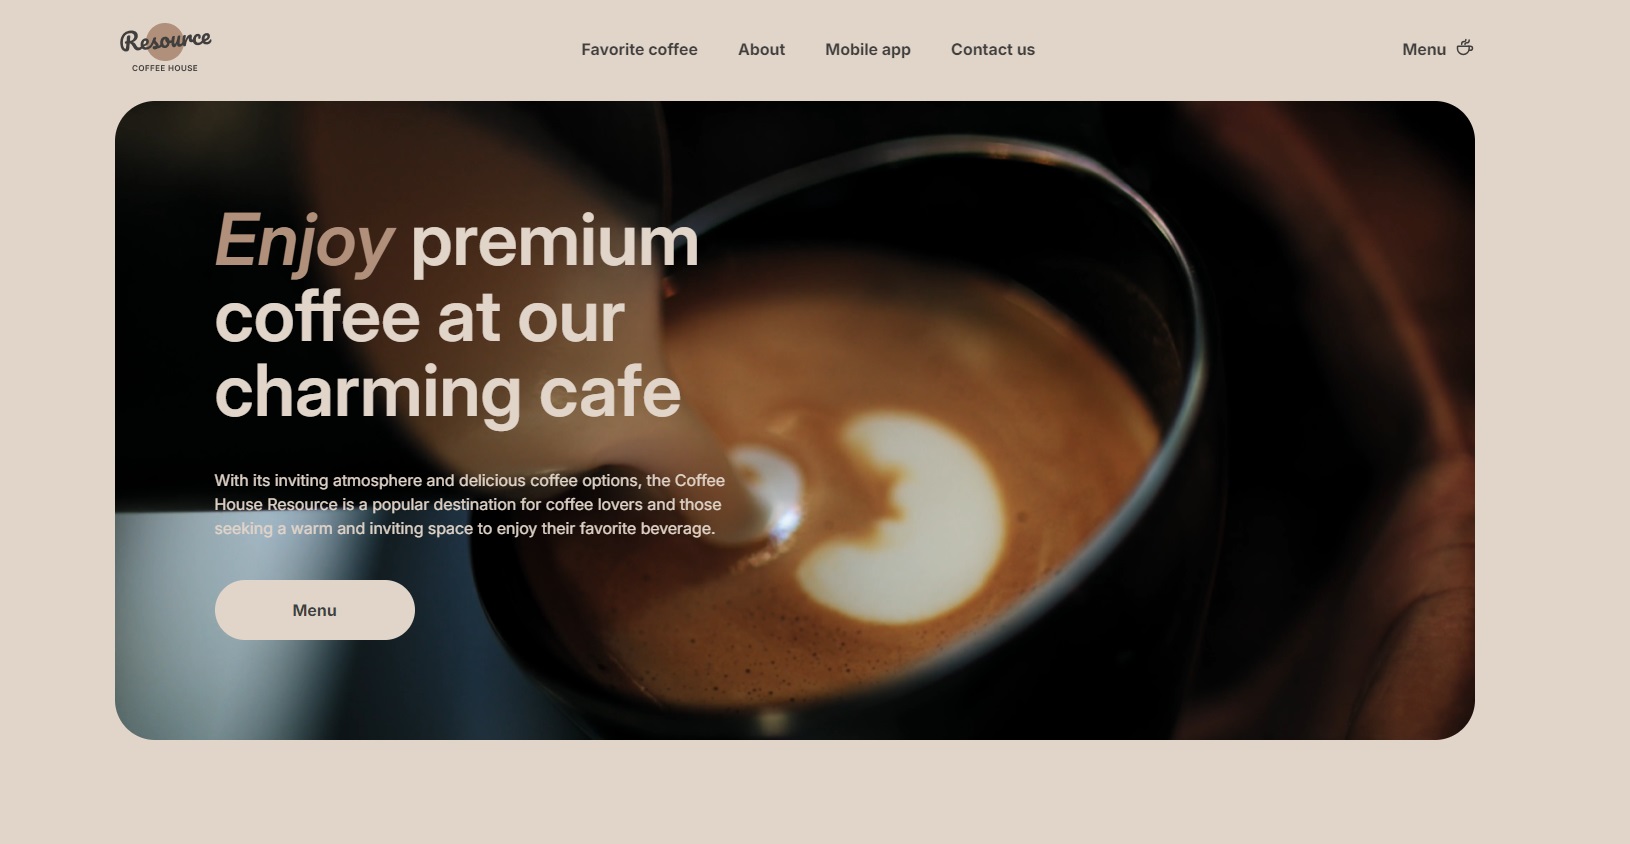 Resource
COFFEE HOUSE
Favorite coffee
About
Mobile app
Contact us
Menu
Enjoy premium
coffee at our
charming cafe
With its inviting atmosphere and delicious coffee options, the Coffee
House Resource is a popular destination for coffee lovers and those
seeking a warm and inviting space to enjoy their favorite beverage.
Menu